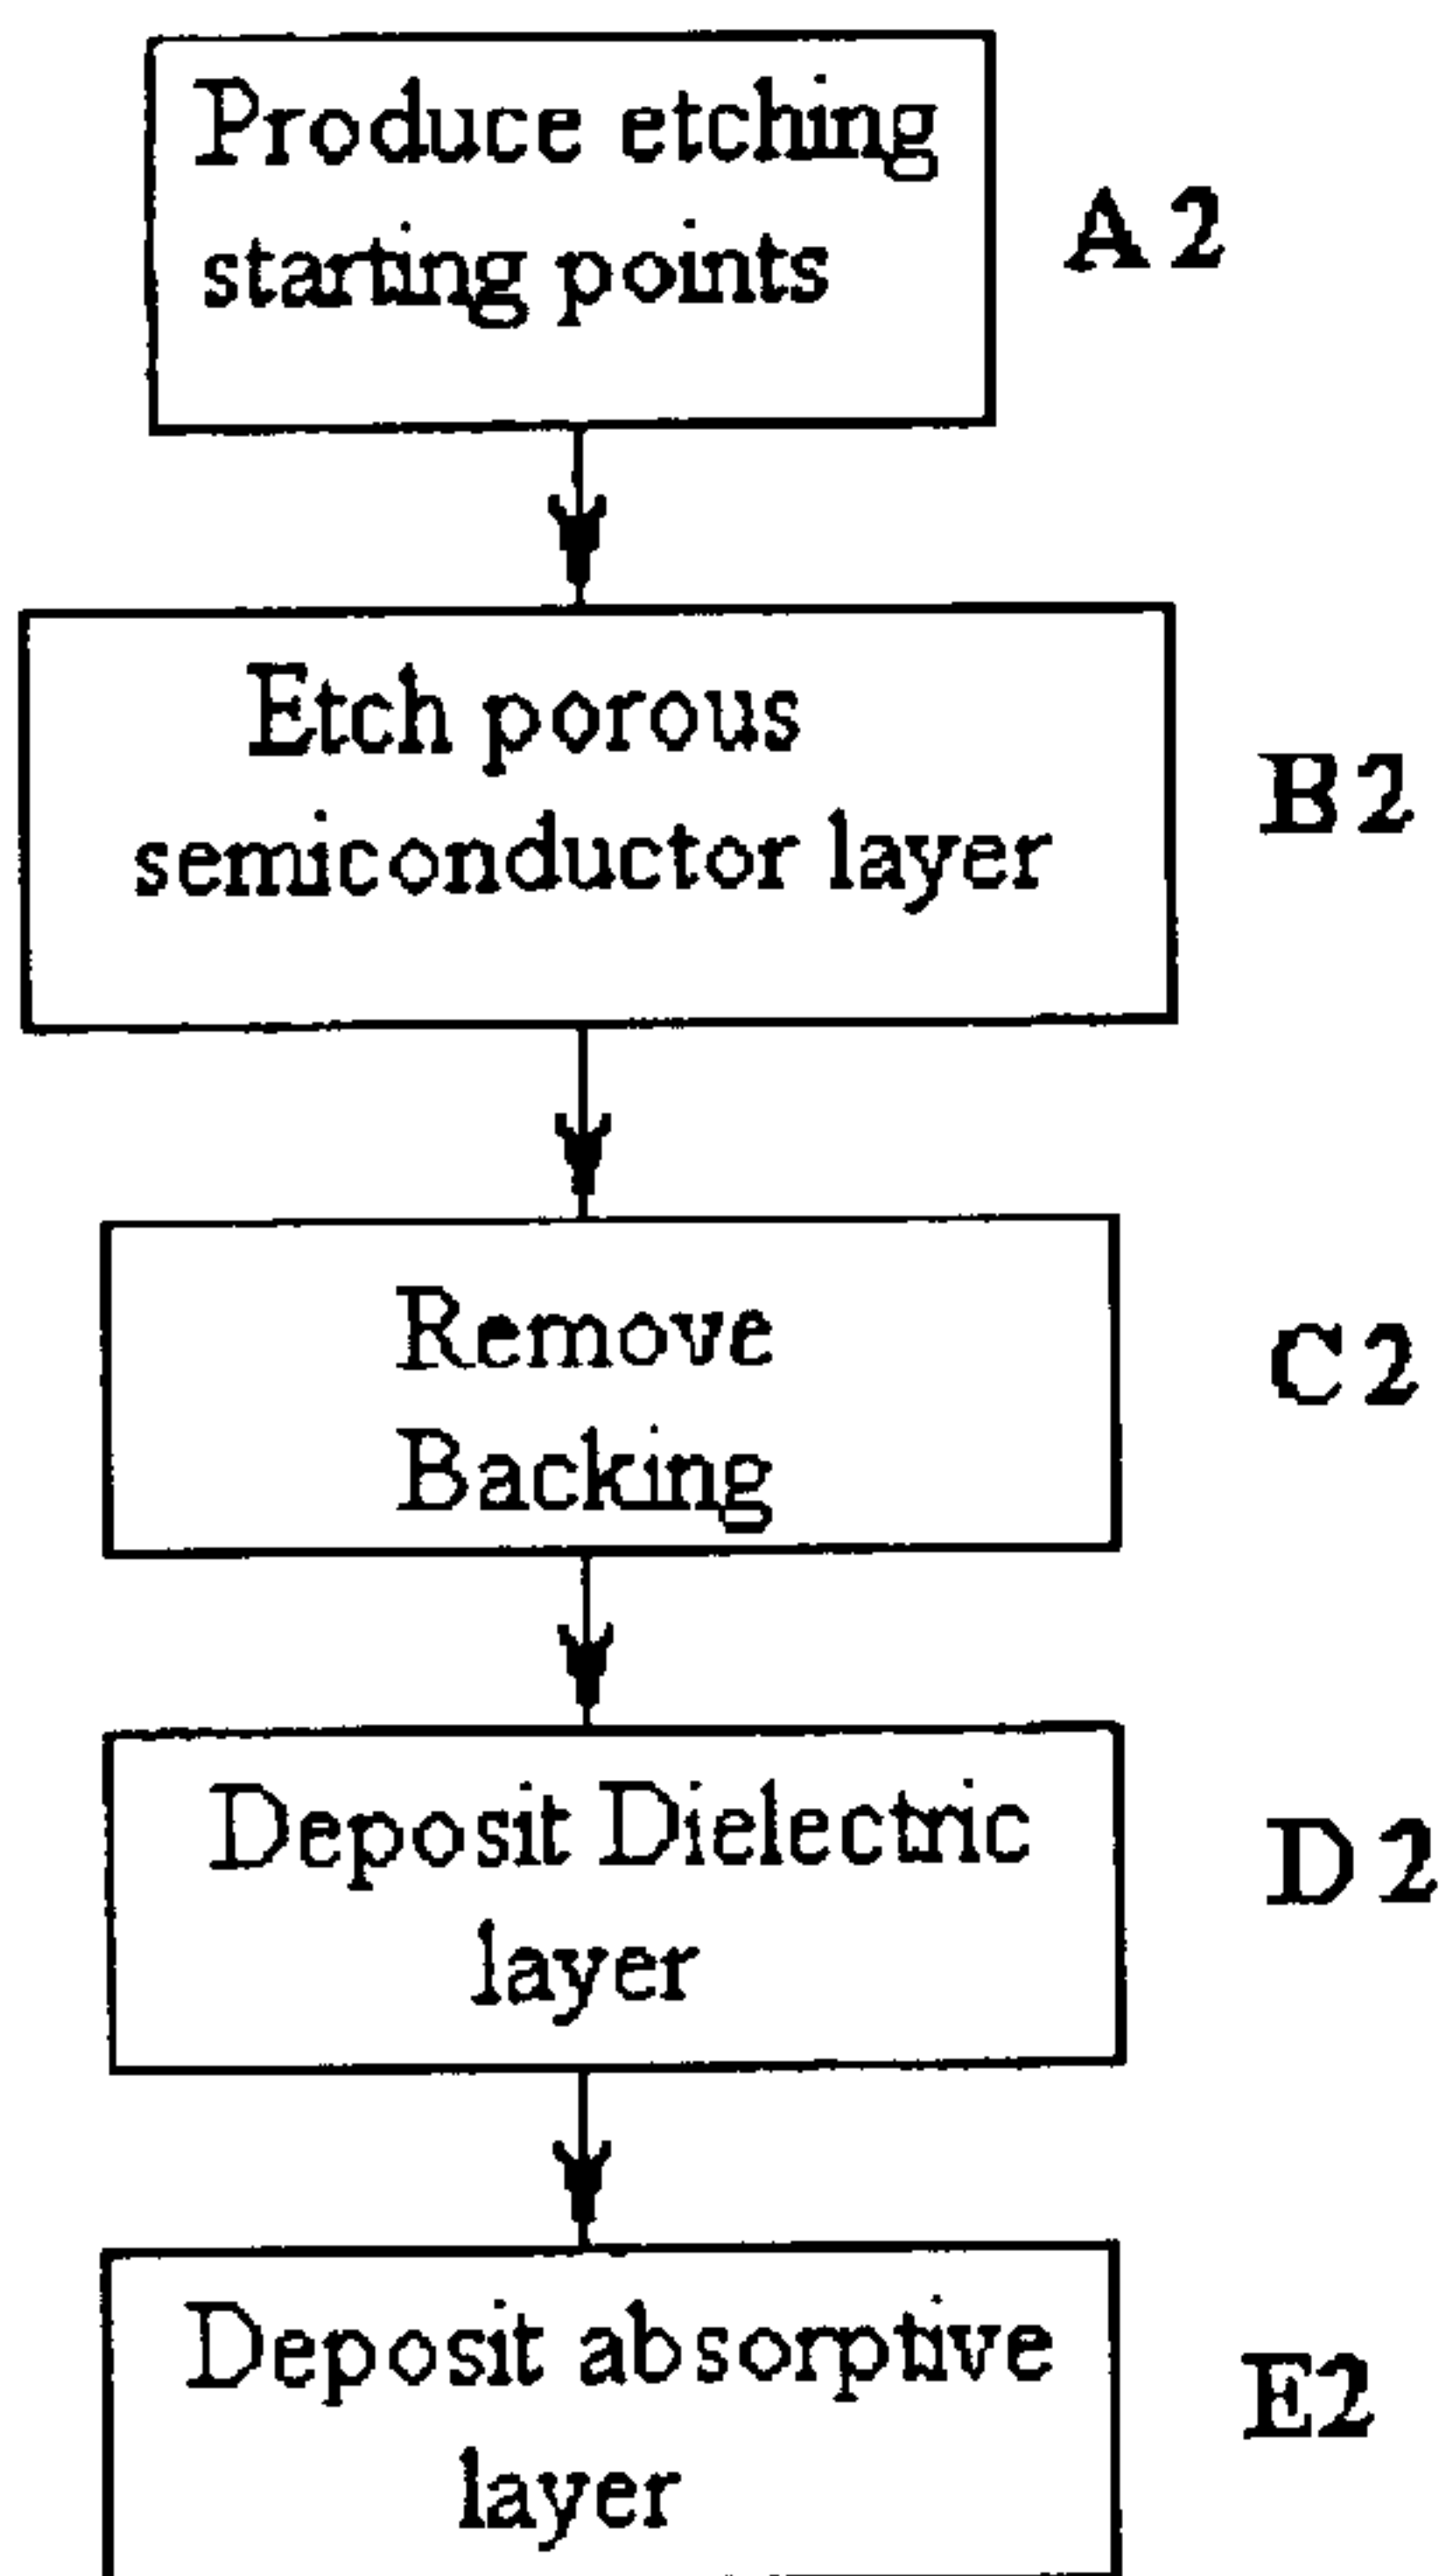 Produce etching
starting points
A2
Etch porous
semiconductor layer
B2
Remove
Backing
C2
Deposit Dielectric
layer
D2
Deposit absorptive
layer
E2